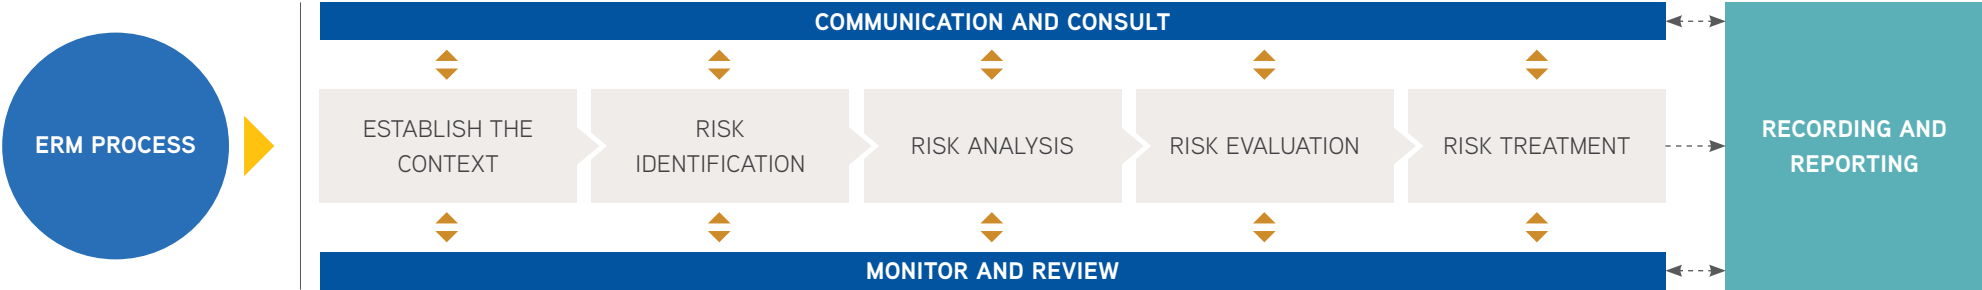 ERM PROCESS
COMMUNICATION AND CONSULT
ESTABLISH THE
CONTEXT
RISK
IDENTIFICATION
RISK ANALYSIS
RISK EVALUATION
RISK TREATMENT
MONITOR AND REVIEW
RECORDING AND
REPORTING